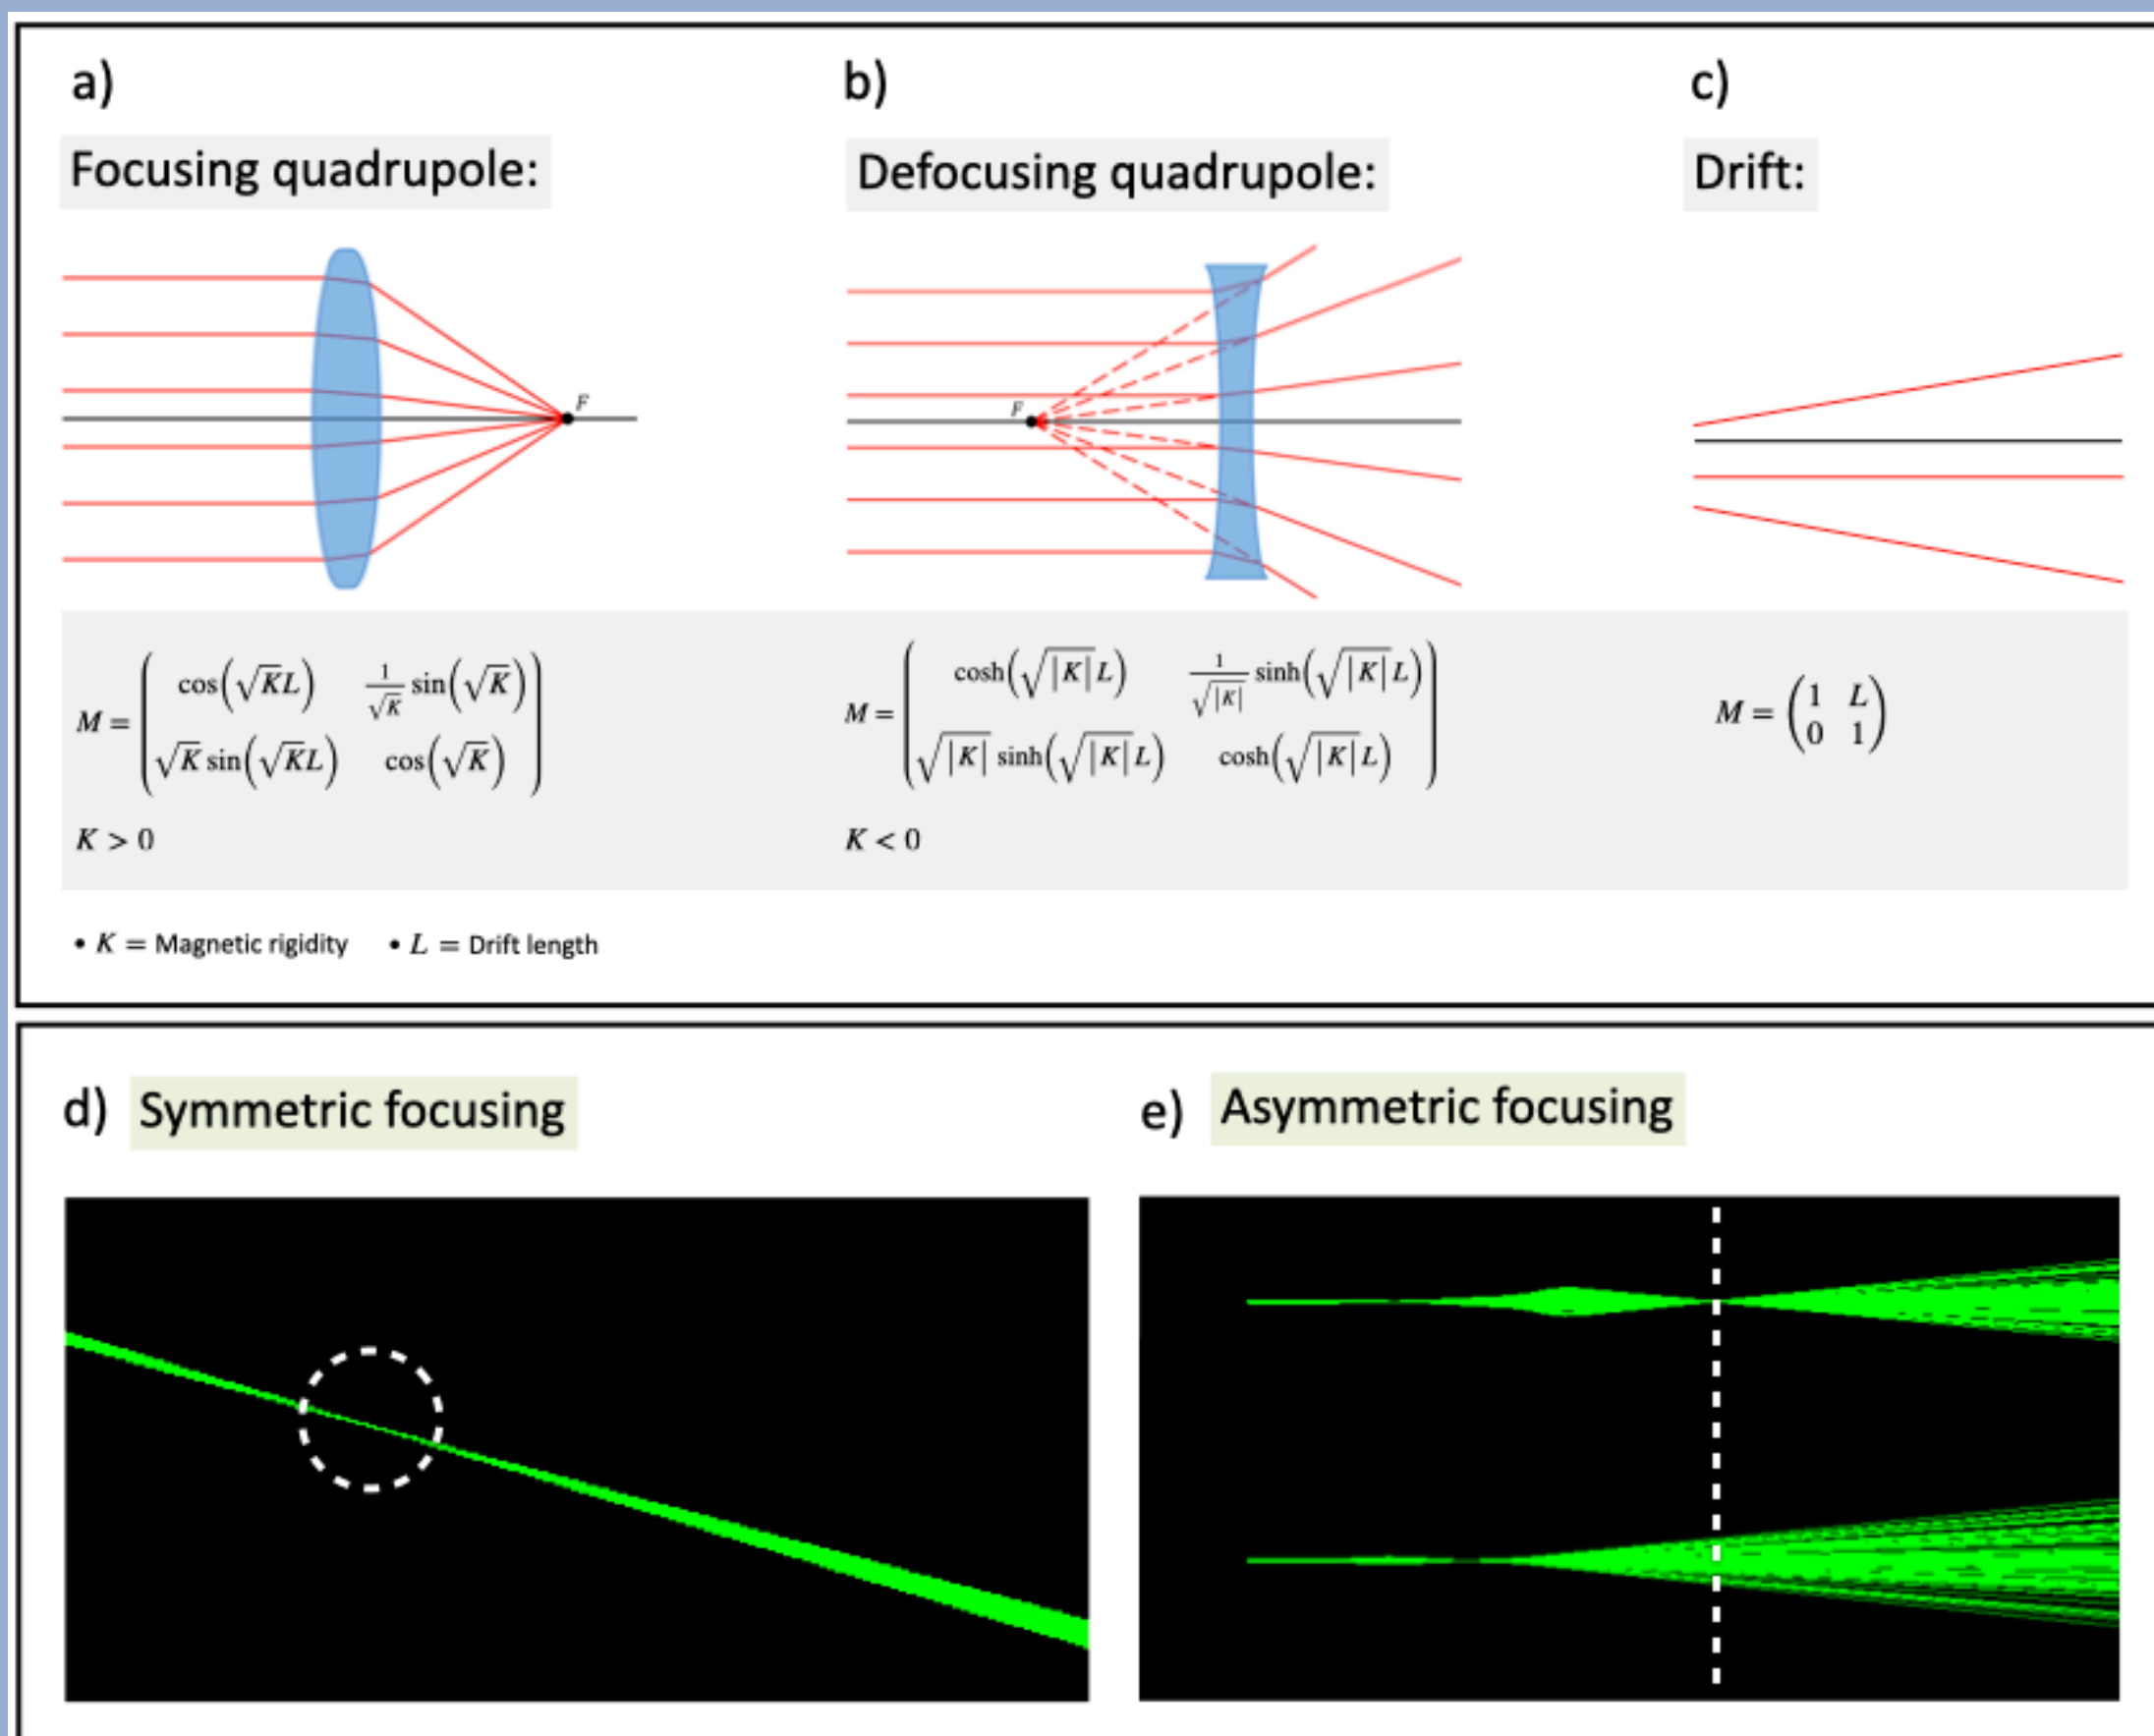 a)
Focusing quadrupole:
F
M = ( cos(√K L) 1/√K sin(√K) )
( √K sin(√K L) cos(√K) )
K > 0
b)
Defocusing quadrupole:
F
M = ( cosh(√|K| L) 1/√|K| sinh(√|K| L) )
( √|K| sinh(√|K| L) cosh(√|K| L) )
K < 0
c)
Drift:
M = ( 1 L )
( 0 1 )
• K = Magnetic rigidity • L = Drift length
d) Symmetric focusing
e) Asymmetric focusing